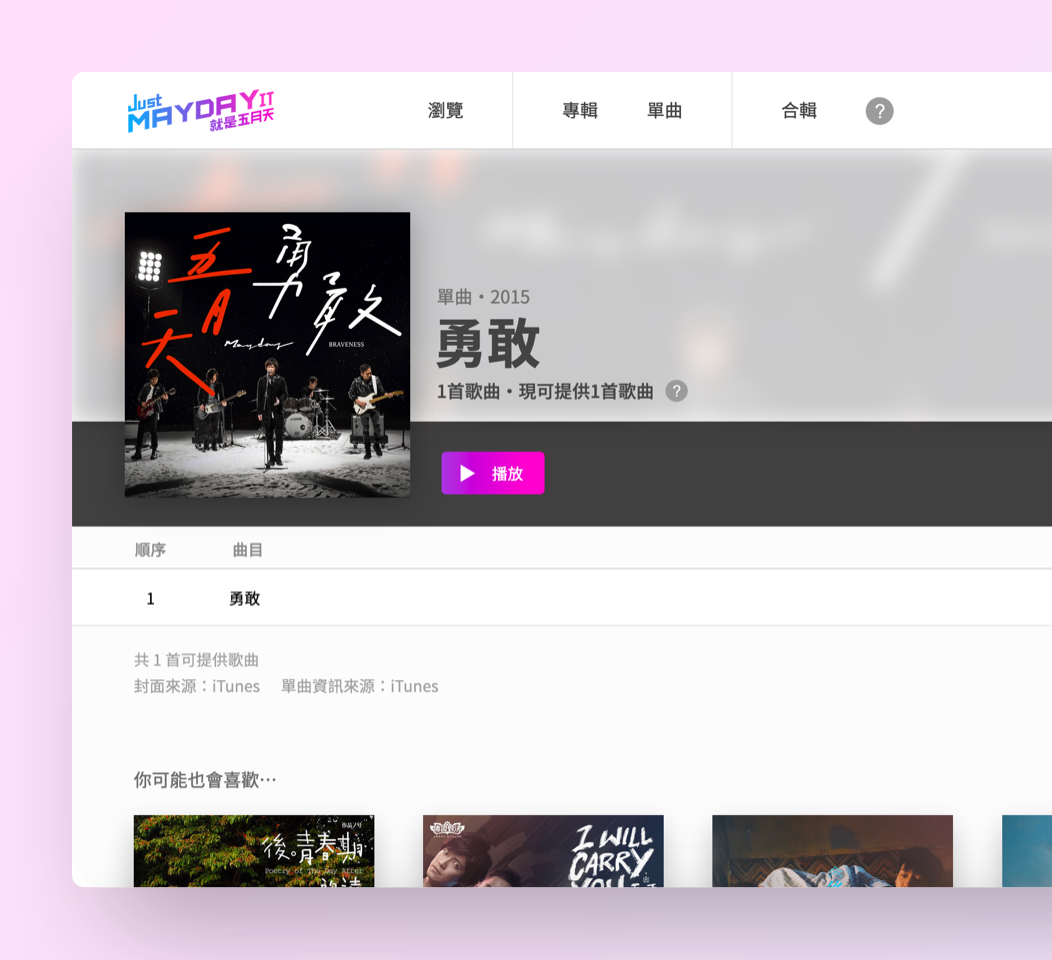 Just
MAYDAY IT
就是五月天
瀏覽
專輯
單曲
合輯
?
五月天
勇敢
Mayday
BRAVENESS
單曲・2015
勇敢
1首歌曲・現可提供1首歌曲 ?
播放
順序 曲目
1 勇敢
共 1 首可提供歌曲
封面來源：iTunes 單曲資訊來源：iTunes
你可能也會喜歡⋯
後。青春期
Poetry of The Day After
的詩
I WILL
CARRY
YOU